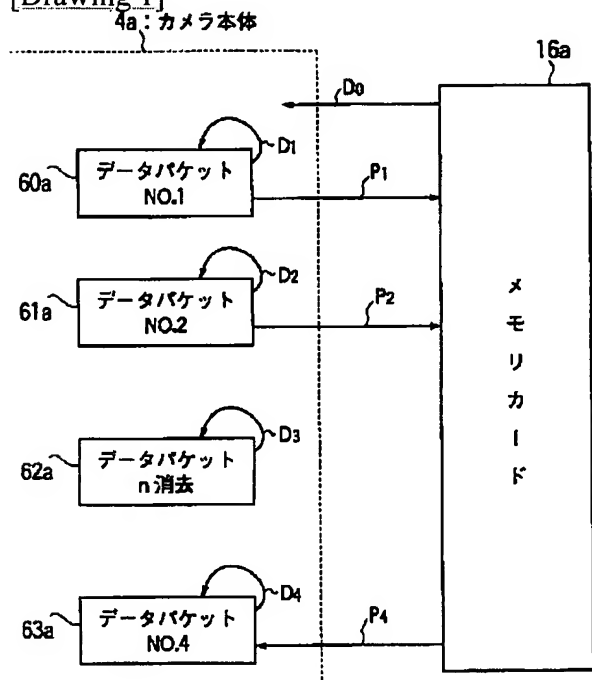 [Drawing 1]
4a：カメラ本体
16a
D0
D1
60a
データパケット
NO.1
P1
D2
61a
データパケット
NO.2
P2
メモリカード
D3
62a
データパケット
n消去
D4
63a
データパケット
NO.4
P4